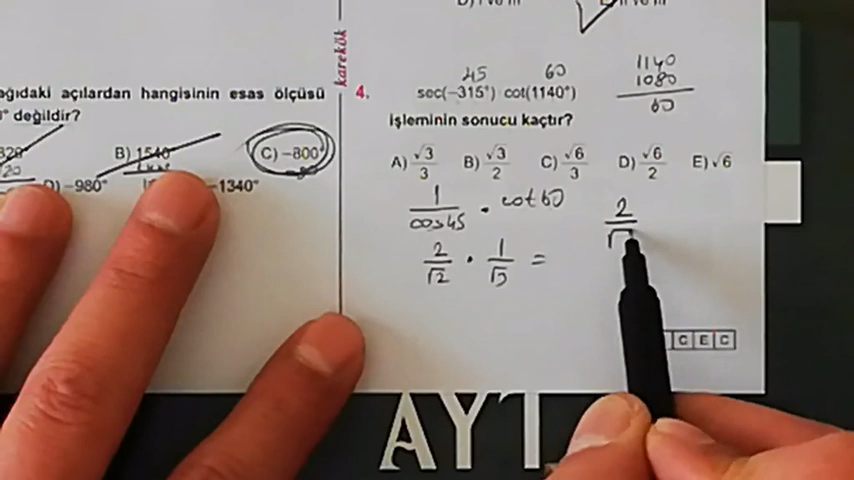 karekök
ağıdaki açılardan hangisinin esas ölçüsü
° değildir?
B) 1540
C) −800°
−980°
−1340°
4.
45 60
sec(−315°) cot(1140°)
1140
1080
60
işleminin sonucu kaçtır?
A) √3/3 B) √3/2 C) √6/3 D) √6/2 E) √6
1/cos45 · cot60
2/√2 · 1/√3 =
2/√
C E C
AYT